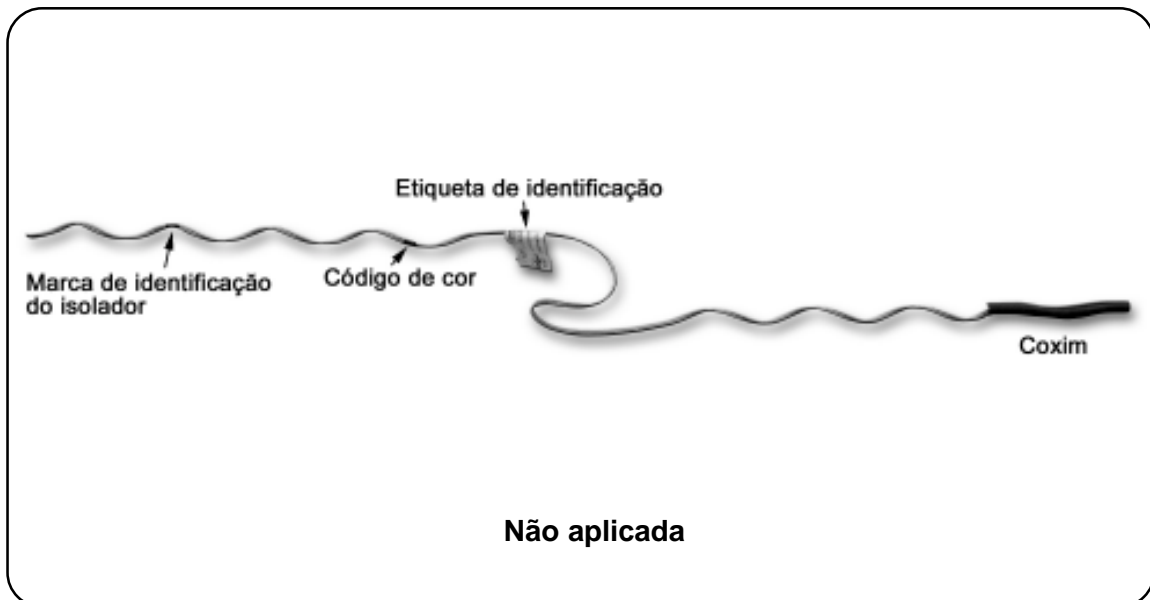 Etiqueta de identificação
Marca de identificação
do isolador
Código de cor
Coxim
Não aplicada